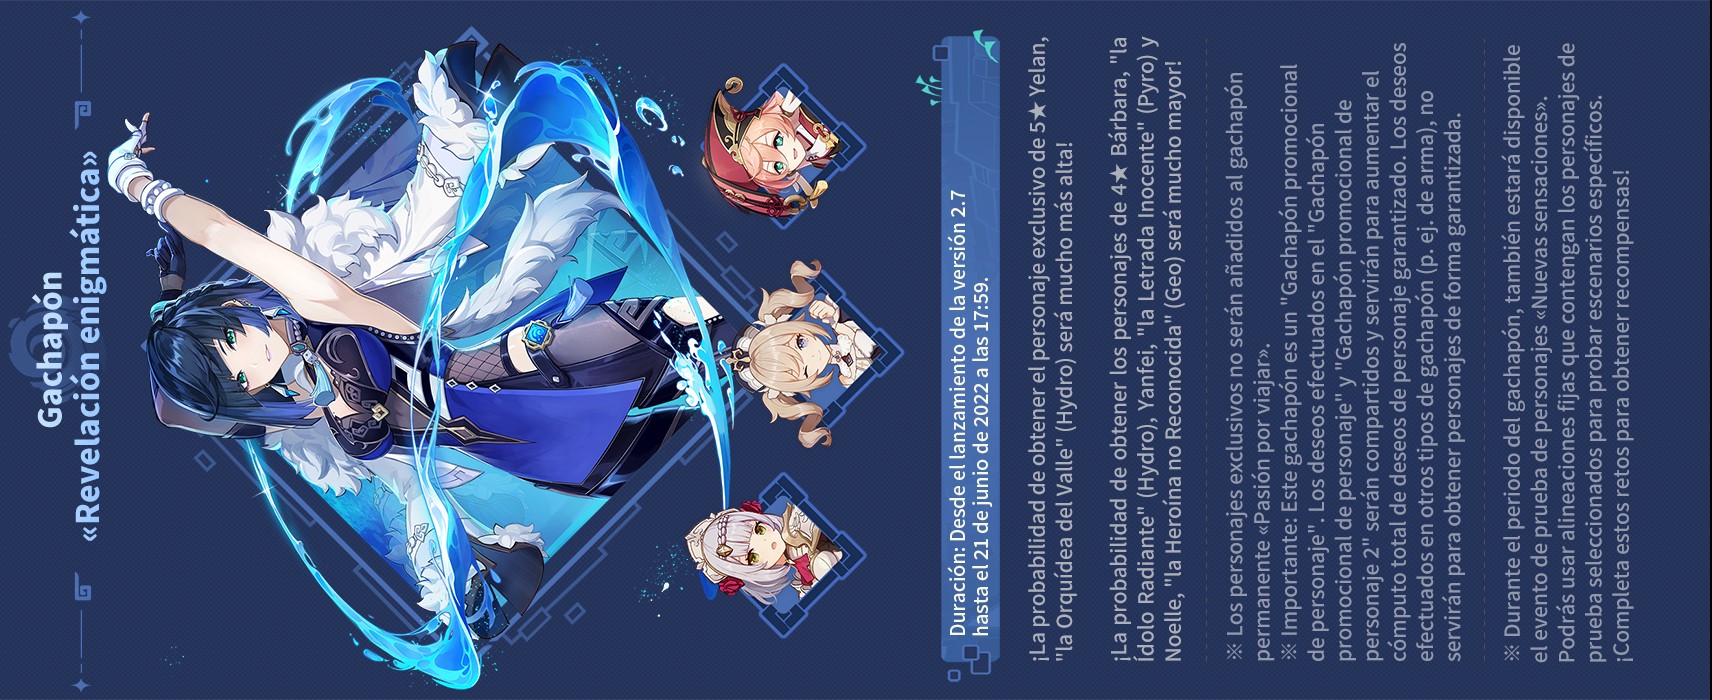 Gachapón
«Revelación enigmática»
Duración: Desde el lanzamiento de la versión 2.7
hasta el 21 de junio de 2022 a las 17:59.
¡La probabilidad de obtener el personaje exclusivo de 5★ Yelan,
"la Orquídea del Valle" (Hydro) será mucho más alta!
¡La probabilidad de obtener los personajes de 4★ Bárbara, "la
Ídolo Radiante" (Hydro), Yanfei, "la Letrada Inocente" (Pyro) y
Noelle, "la Heroína no Reconocida" (Geo) será mucho mayor!
※ Los personajes exclusivos no serán añadidos al gachapón
permanente «Pasión por viajar».
※ Importante: Este gachapón es un "Gachapón promocional
de personaje". Los deseos efectuados en el "Gachapón
promocional de personaje" y "Gachapón promocional de
personaje 2" serán compartidos y servirán para aumentar el
cómputo total de deseos de personaje garantizado. Los deseos
efectuados en otros tipos de gachapón (p. ej. de arma), no
servirán para obtener personajes de forma garantizada.
※ Durante el periodo del gachapón, también estará disponible
el evento de prueba de personajes «Nuevas sensaciones».
Podrás usar alineaciones fijas que contengan los personajes de
prueba seleccionados para probar escenarios específicos.
¡Completa estos retos para obtener recompensas!